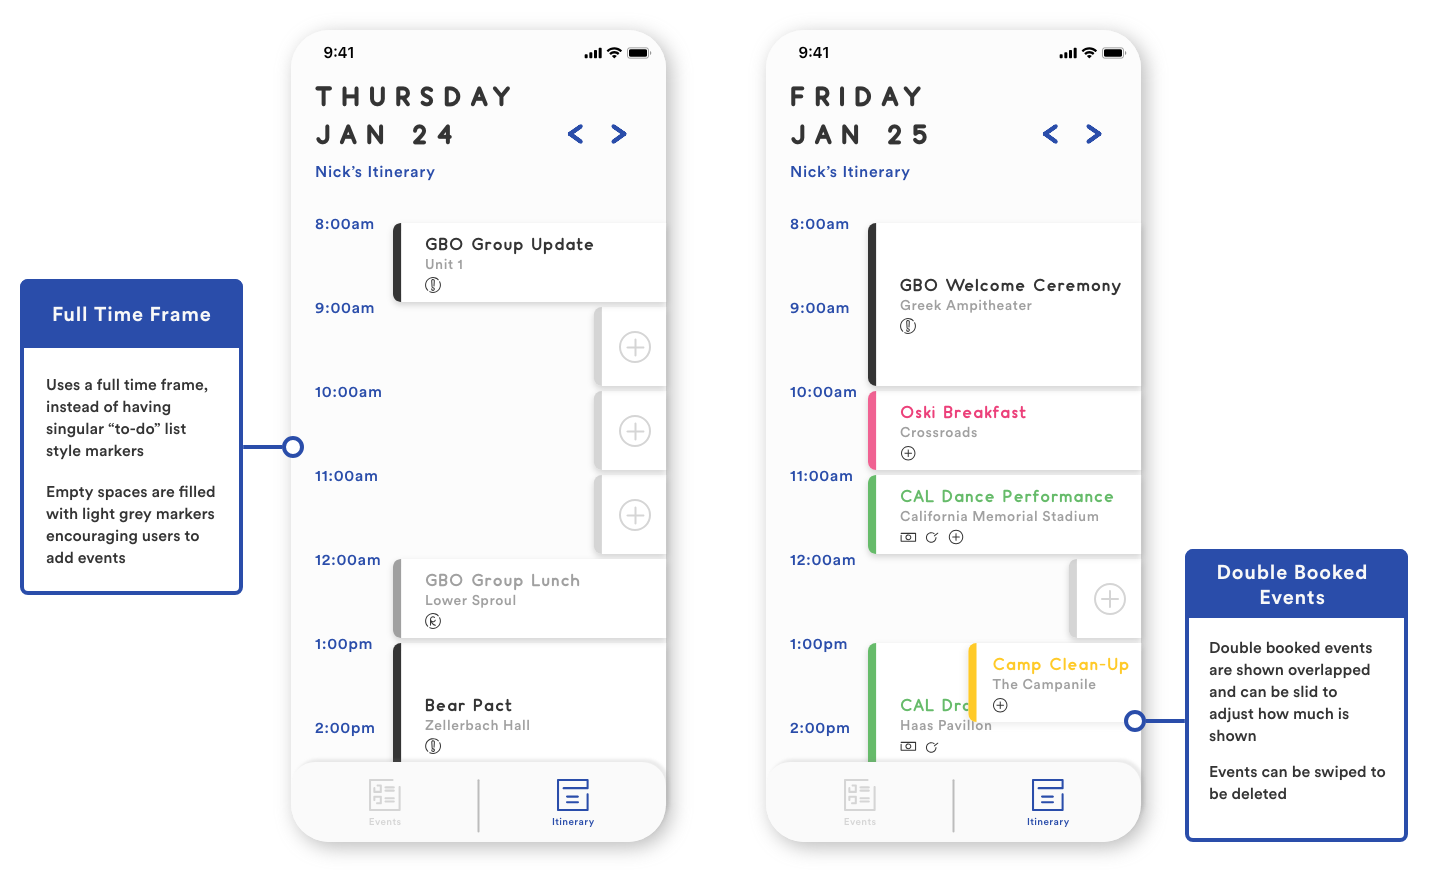 Full Time Frame
Uses a full time frame,
instead of having
singular “to-do” list
style markers
Empty spaces are filled
with light grey markers
encouraging users to
add events
9:41
THURSDAY
JAN 24
Nick’s Itinerary
8:00am
GBO Group Update
Unit 1
9:00am
10:00am
11:00am
12:00am
GBO Group Lunch
Lower Sproul
1:00pm
Bear Pact
Zellerbach Hall
2:00pm
Events
Itinerary
9:41
FRIDAY
JAN 25
Nick’s Itinerary
8:00am
GBO Welcome Ceremony
Greek Ampitheater
9:00am
10:00am
Oski Breakfast
Crossroads
11:00am
CAL Dance Performance
California Memorial Stadium
12:00am
1:00pm
Camp Clean-Up
The Campanile
CAL
Haas Pavilion
2:00pm
Events
Itinerary
Double Booked
Events
Double booked events
are shown overlapped
and can be slid to
adjust how much is
shown
Events can be swiped to
be deleted